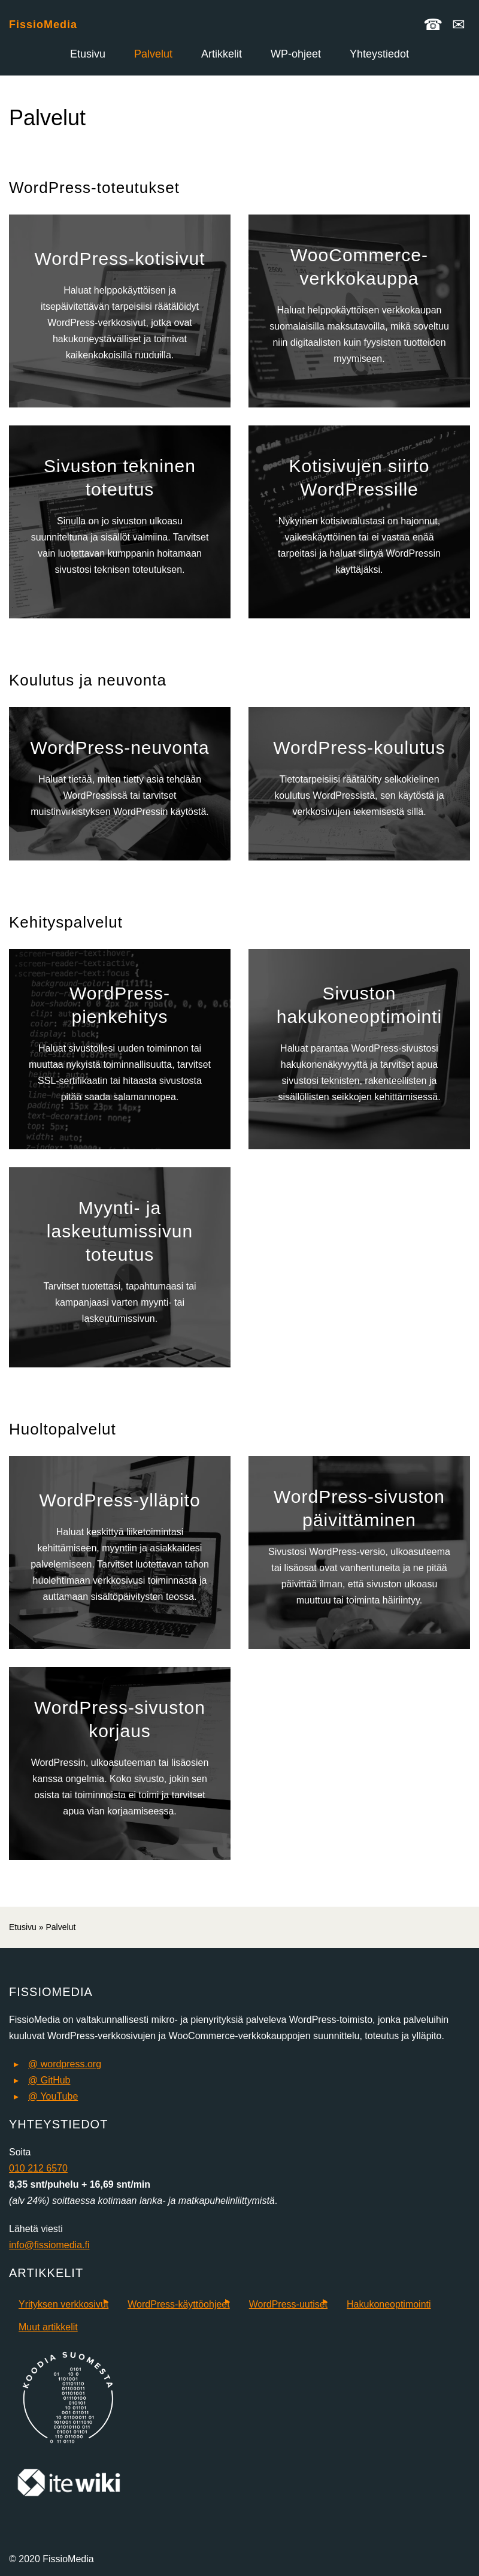 FissioMedia
Etusivu Palvelut Artikkelit WP-ohjeet Yhteystiedot
Palvelut
WordPress-toteutukset
WordPress-kotisivut
Haluat helppokäyttöisen ja
itsepäivitettävän tarpeisiisi räätälöidyt
WordPress-verkkosivut, jotka ovat
hakukoneystävälliset ja toimivat
kaikenkokoisilla ruuduilla.
WooCommerce-
verkkokauppa
Haluat helppokäyttöisen verkkokaupan
suomalaisilla maksutavoilla, mikä soveltuu
niin digitaalisten kuin fyysisten tuotteiden
myymiseen.
Sivuston tekninen
toteutus
Sinulla on jo sivuston ulkoasu
suunniteltuna ja sisällöt valmiina. Tarvitset
vain luotettavan kumppanin hoitamaan
sivustosi teknisen toteutuksen.
Kotisivujen siirto
WordPressille
Nykyinen kotisivualustasi on hajonnut,
vaikeakäyttöinen tai ei vastaa enää
tarpeitasi ja haluat siirtyä WordPressin
käyttäjäksi.
Koulutus ja neuvonta
WordPress-neuvonta
Haluat tietää, miten tietty asia tehdään
WordPressissä tai tarvitset
muistinvirkistyksen WordPressin käytöstä.
WordPress-koulutus
Tietotarpeisiisi räätälöity selkokielinen
koulutus WordPressistä, sen käytöstä ja
verkkosivujen tekemisestä sillä.
Kehityspalvelut
WordPress-
pienkehitys
Haluat sivustollesi uuden toiminnon tai
muuttaa nykyistä toiminnallisuutta, tarvitset
SSL-sertifikaatin tai hitaasta sivustosta
pitää saada salamannopea.
Sivuston
hakukoneoptimointi
Haluat parantaa WordPress-sivustosi
hakukonenäkyvyyttä ja tarvitset apua
sivustosi teknisten, rakenteellisten ja
sisällöllisten seikkojen kehittämisessä.
Myynti- ja
laskeutumissivun
toteutus
Tarvitset tuotettasi, tapahtumaasi tai
kampanjaasi varten myynti- tai
laskeutumissivun.
Huoltopalvelut
WordPress-ylläpito
Haluat keskittyä liiketoimintasi
kehittämiseen, myyntiin ja asiakkaidesi
palvelemiseen. Tarvitset luotettavan tahon
huolehtimaan verkkosivusi toiminnasta ja
auttamaan sisältöpäivitysten teossa.
WordPress-sivuston
päivittäminen
Sivustosi WordPress-versio, ulkoasuteema
tai lisäosat ovat vanhentuneita ja ne pitää
päivittää ilman, että sivuston ulkoasu
muuttuu tai toiminta häiriintyy.
WordPress-sivuston
korjaus
WordPressin, ulkoasuteeman tai lisäosien
kanssa ongelmia. Koko sivusto, jokin sen
osista tai toiminnoista ei toimi ja tarvitset
apua vian korjaamiseessa.
Etusivu » Palvelut
FISSIOMEDIA
FissioMedia on valtakunnallisesti mikro- ja pienyrityksiä palveleva WordPress-toimisto, jonka palveluihin
kuuluvat WordPress-verkkosivujen ja WooCommerce-verkkokauppojen suunnittelu, toteutus ja ylläpito.
@ wordpress.org
@ GitHub
@ YouTube
YHTEYSTIEDOT
Soita
010 212 6570
8,35 snt/puhelu + 16,69 snt/min
(alv 24%) soittaessa kotimaan lanka- ja matkapuhelinliittymistä.
Lähetä viesti
info@fissiomedia.fi
ARTIKKELIT
Yrityksen verkkosivut WordPress-käyttöohjeet WordPress-uutiset Hakukoneoptimointi
Muut artikkelit
KOODIA SUOMESTA
itewiki
© 2020 FissioMedia